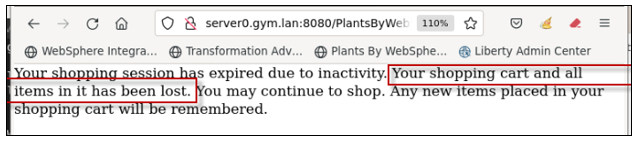 server0.gym.lan:8080/PlantsByWeb 110%
WebSphere Integra... Transformation Adv... Plants By WebSphe... Liberty Admin Center
Your shopping session has expired due to inactivity. Your shopping cart and all
items in it has been lost. You may continue to shop. Any new items placed in your
shopping cart will be remembered.